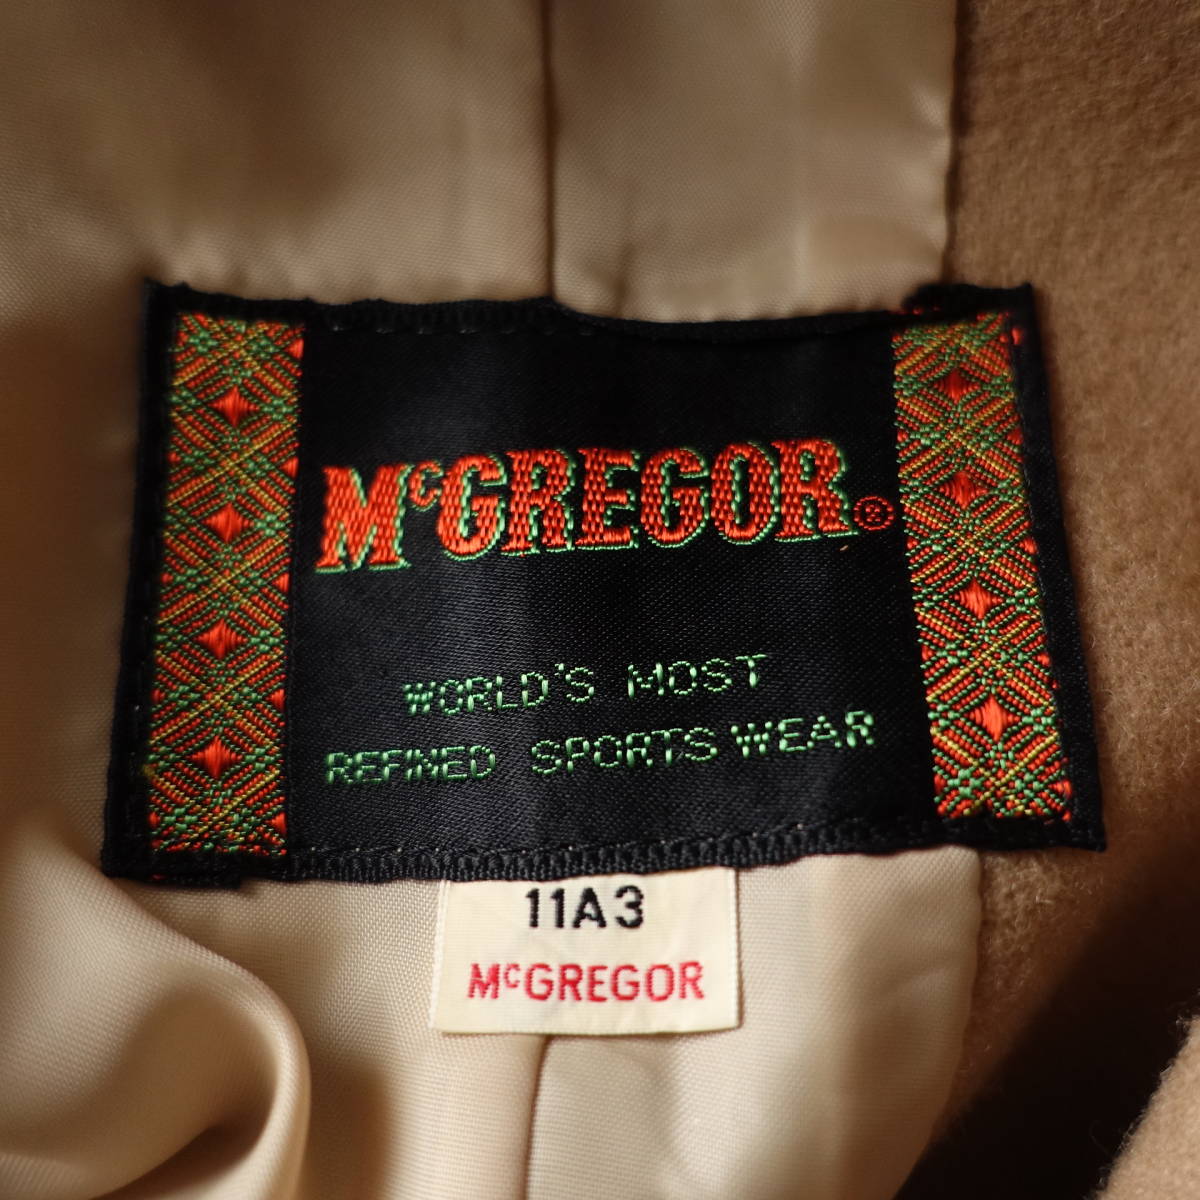 McGREGOR®
WORLD'S MOST
REFINED SPORTS WEAR
11A3
McGREGOR